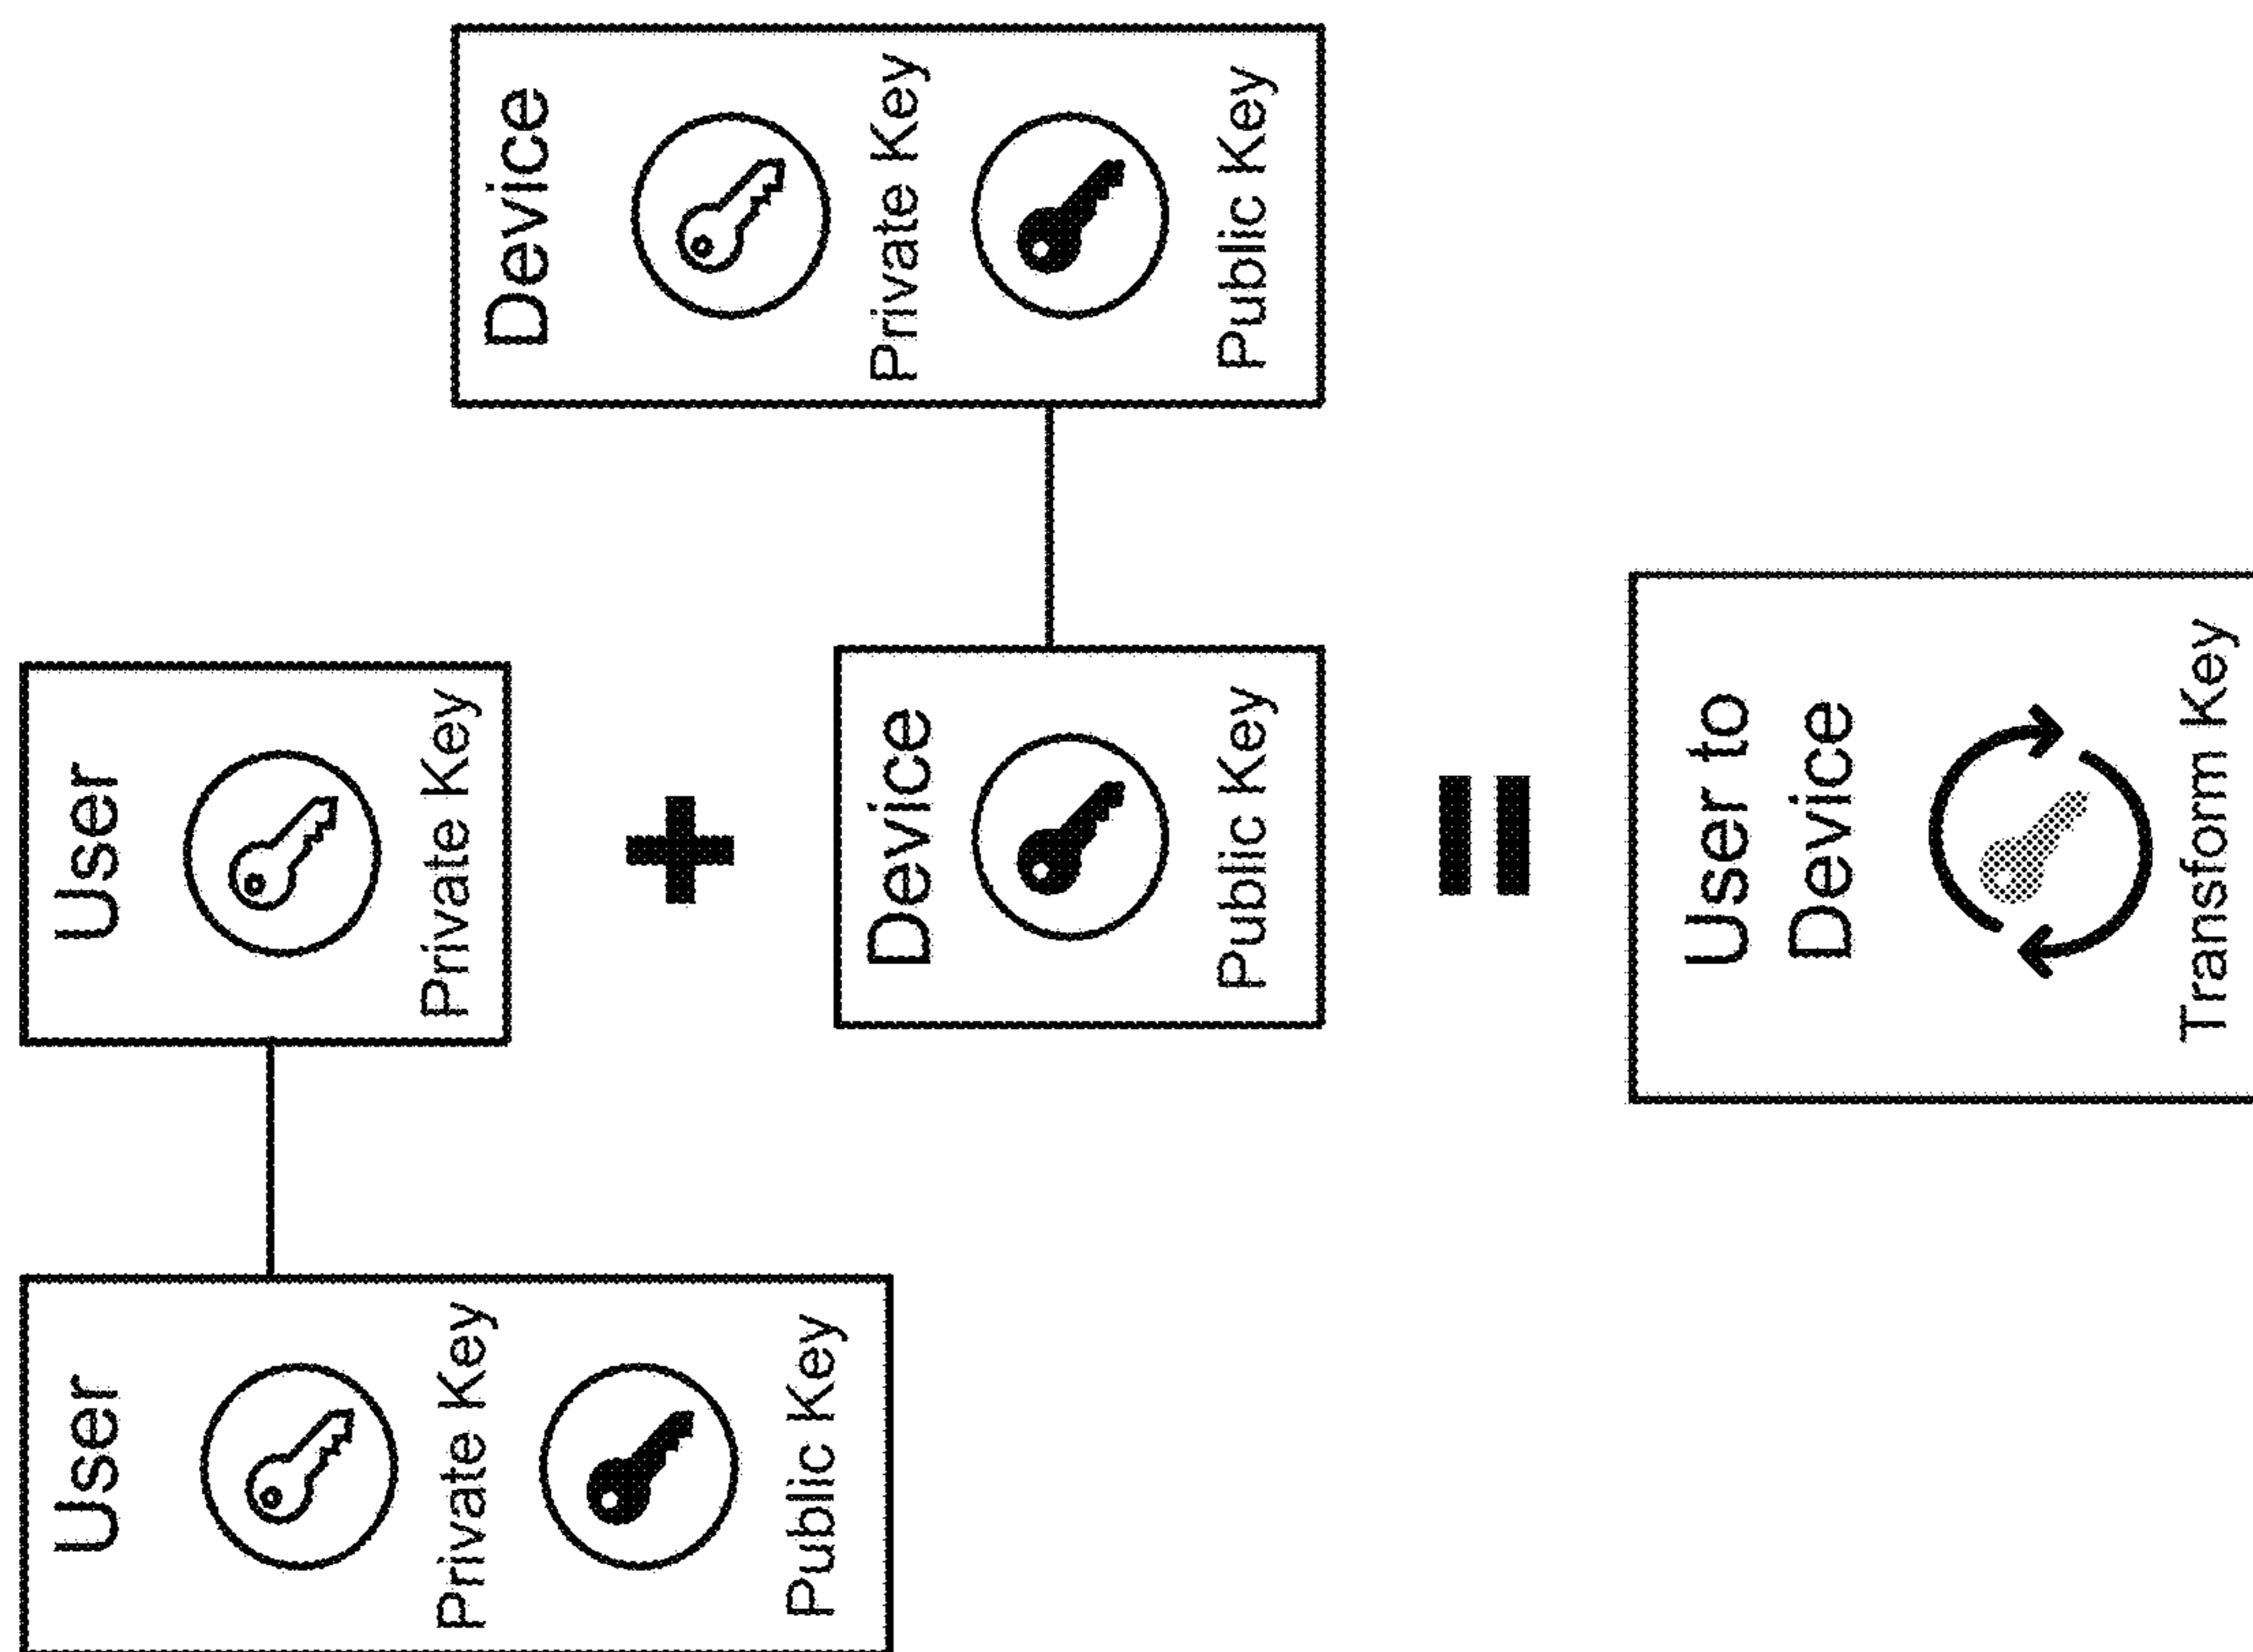 User
Private Key
Public Key
User
Private Key
Device
Public Key
User to
Device
Transform Key
Device
Private Key
Public Key